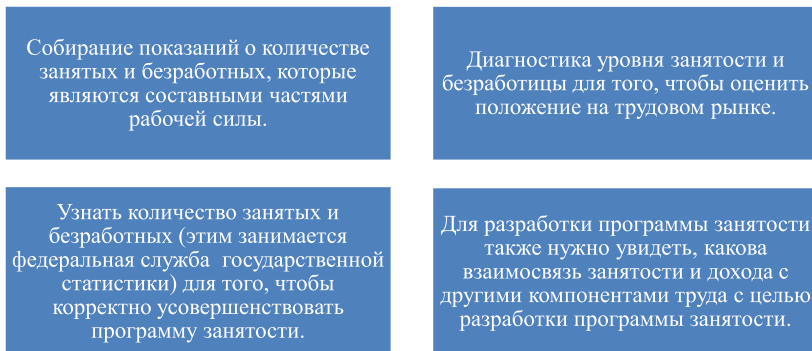 Собирание показаний о количестве
занятых и безработных, которые
являются составными частями
рабочей силы.
Диагностика уровня занятости и
безработицы для того, чтобы оценить
положение на трудовом рынке.
Узнать количество занятых и
безработных (этим занимается
федеральная служба государственной
статистики) для того, чтобы
корректно усовершенствовать
программу занятости.
Для разработки программы занятости
также нужно увидеть, какова
взаимосвязь занятости и дохода с
другими компонентами труда с целью
разработки программы занятости.